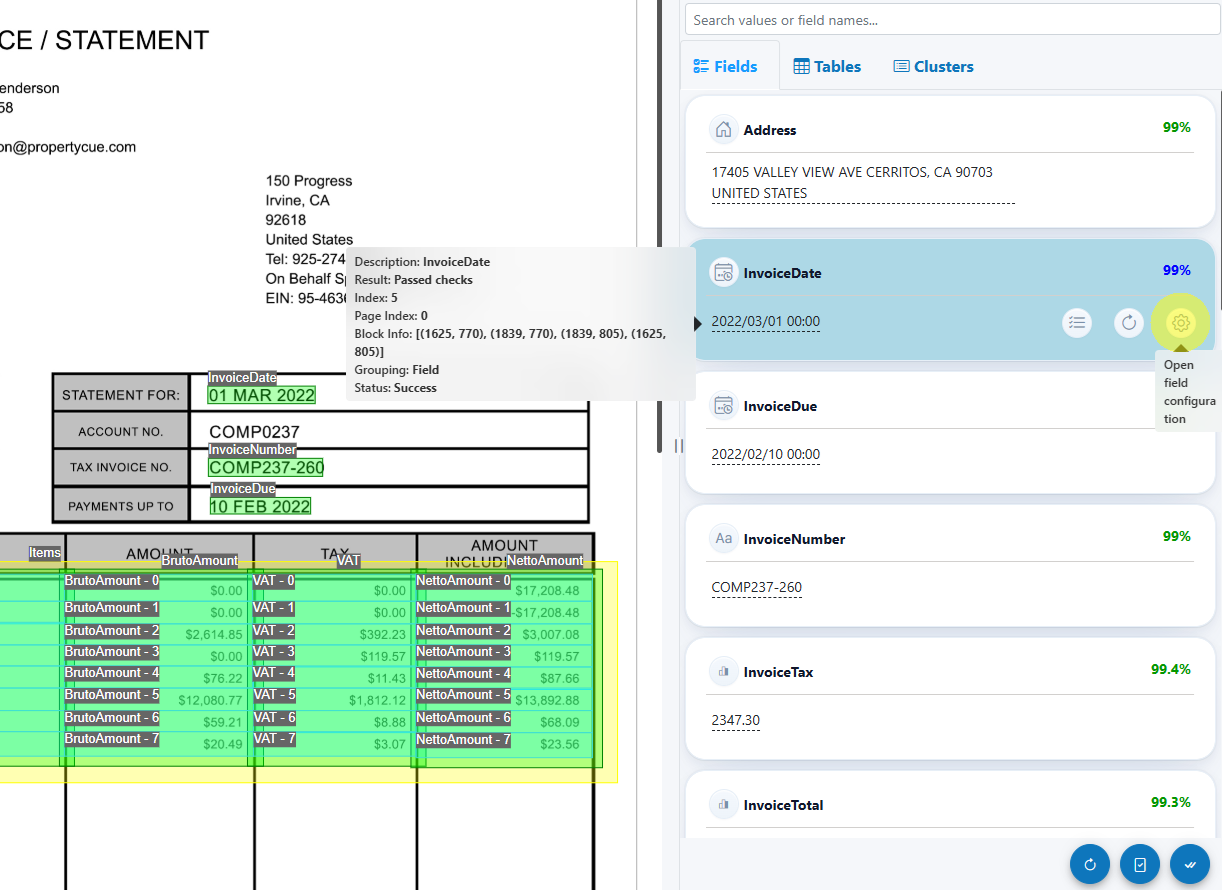 CE / STATEMENT
enderson
58
on@propertycue.com
150 Progress
Irvine, CA
92618
United States
Tel: 925-274
On Behalf Sp
EIN: 95-4636
Description: InvoiceDate
Result: Passed checks
Index: 5
Page Index: 0
Block Info: [(1625, 770), (1839, 770), (1839, 805), (1625,
805)]
Grouping: Field
Status: Success
InvoiceDate
STATEMENT FOR: 01 MAR 2022
ACCOUNT NO. COMP0237
InvoiceNumber
TAX INVOICE NO. COMP237-260
InvoiceDue
PAYMENTS UP TO 10 FEB 2022
Items AMOUNT BrutoAmount TAX VAT AMOUNT
INCLUDI NettoAmount
BrutoAmount - 0 $0.00 VAT - 0 $0.00 NettoAmount - 0 $17,208.48
BrutoAmount - 1 $0.00 VAT - 1 $0.00 NettoAmount - 1 -$17,208.48
BrutoAmount - 2 $2,614.85 VAT - 2 $392.23 NettoAmount - 2 $3,007.08
BrutoAmount - 3 $0.00 VAT - 3 $119.57 NettoAmount - 3 $119.57
BrutoAmount - 4 $76.22 VAT - 4 $11.43 NettoAmount - 4 $87.66
BrutoAmount - 5 $12,080.77 VAT - 5 $1,812.12 NettoAmount - 5 $13,892.88
BrutoAmount - 6 $59.21 VAT - 6 $8.88 NettoAmount - 6 $68.09
BrutoAmount - 7 $20.49 VAT - 7 $3.07 NettoAmount - 7 $23.56
Search values or field names...
Fields Tables Clusters
Address 99%
17405 VALLEY VIEW AVE CERRITOS, CA 90703
UNITED STATES
InvoiceDate 99%
2022/03/01 00:00
Open
field
configura
tion
InvoiceDue
2022/02/10 00:00
Aa InvoiceNumber 99%
COMP237-260
InvoiceTax 99.4%
2347.30
InvoiceTotal 99.3%